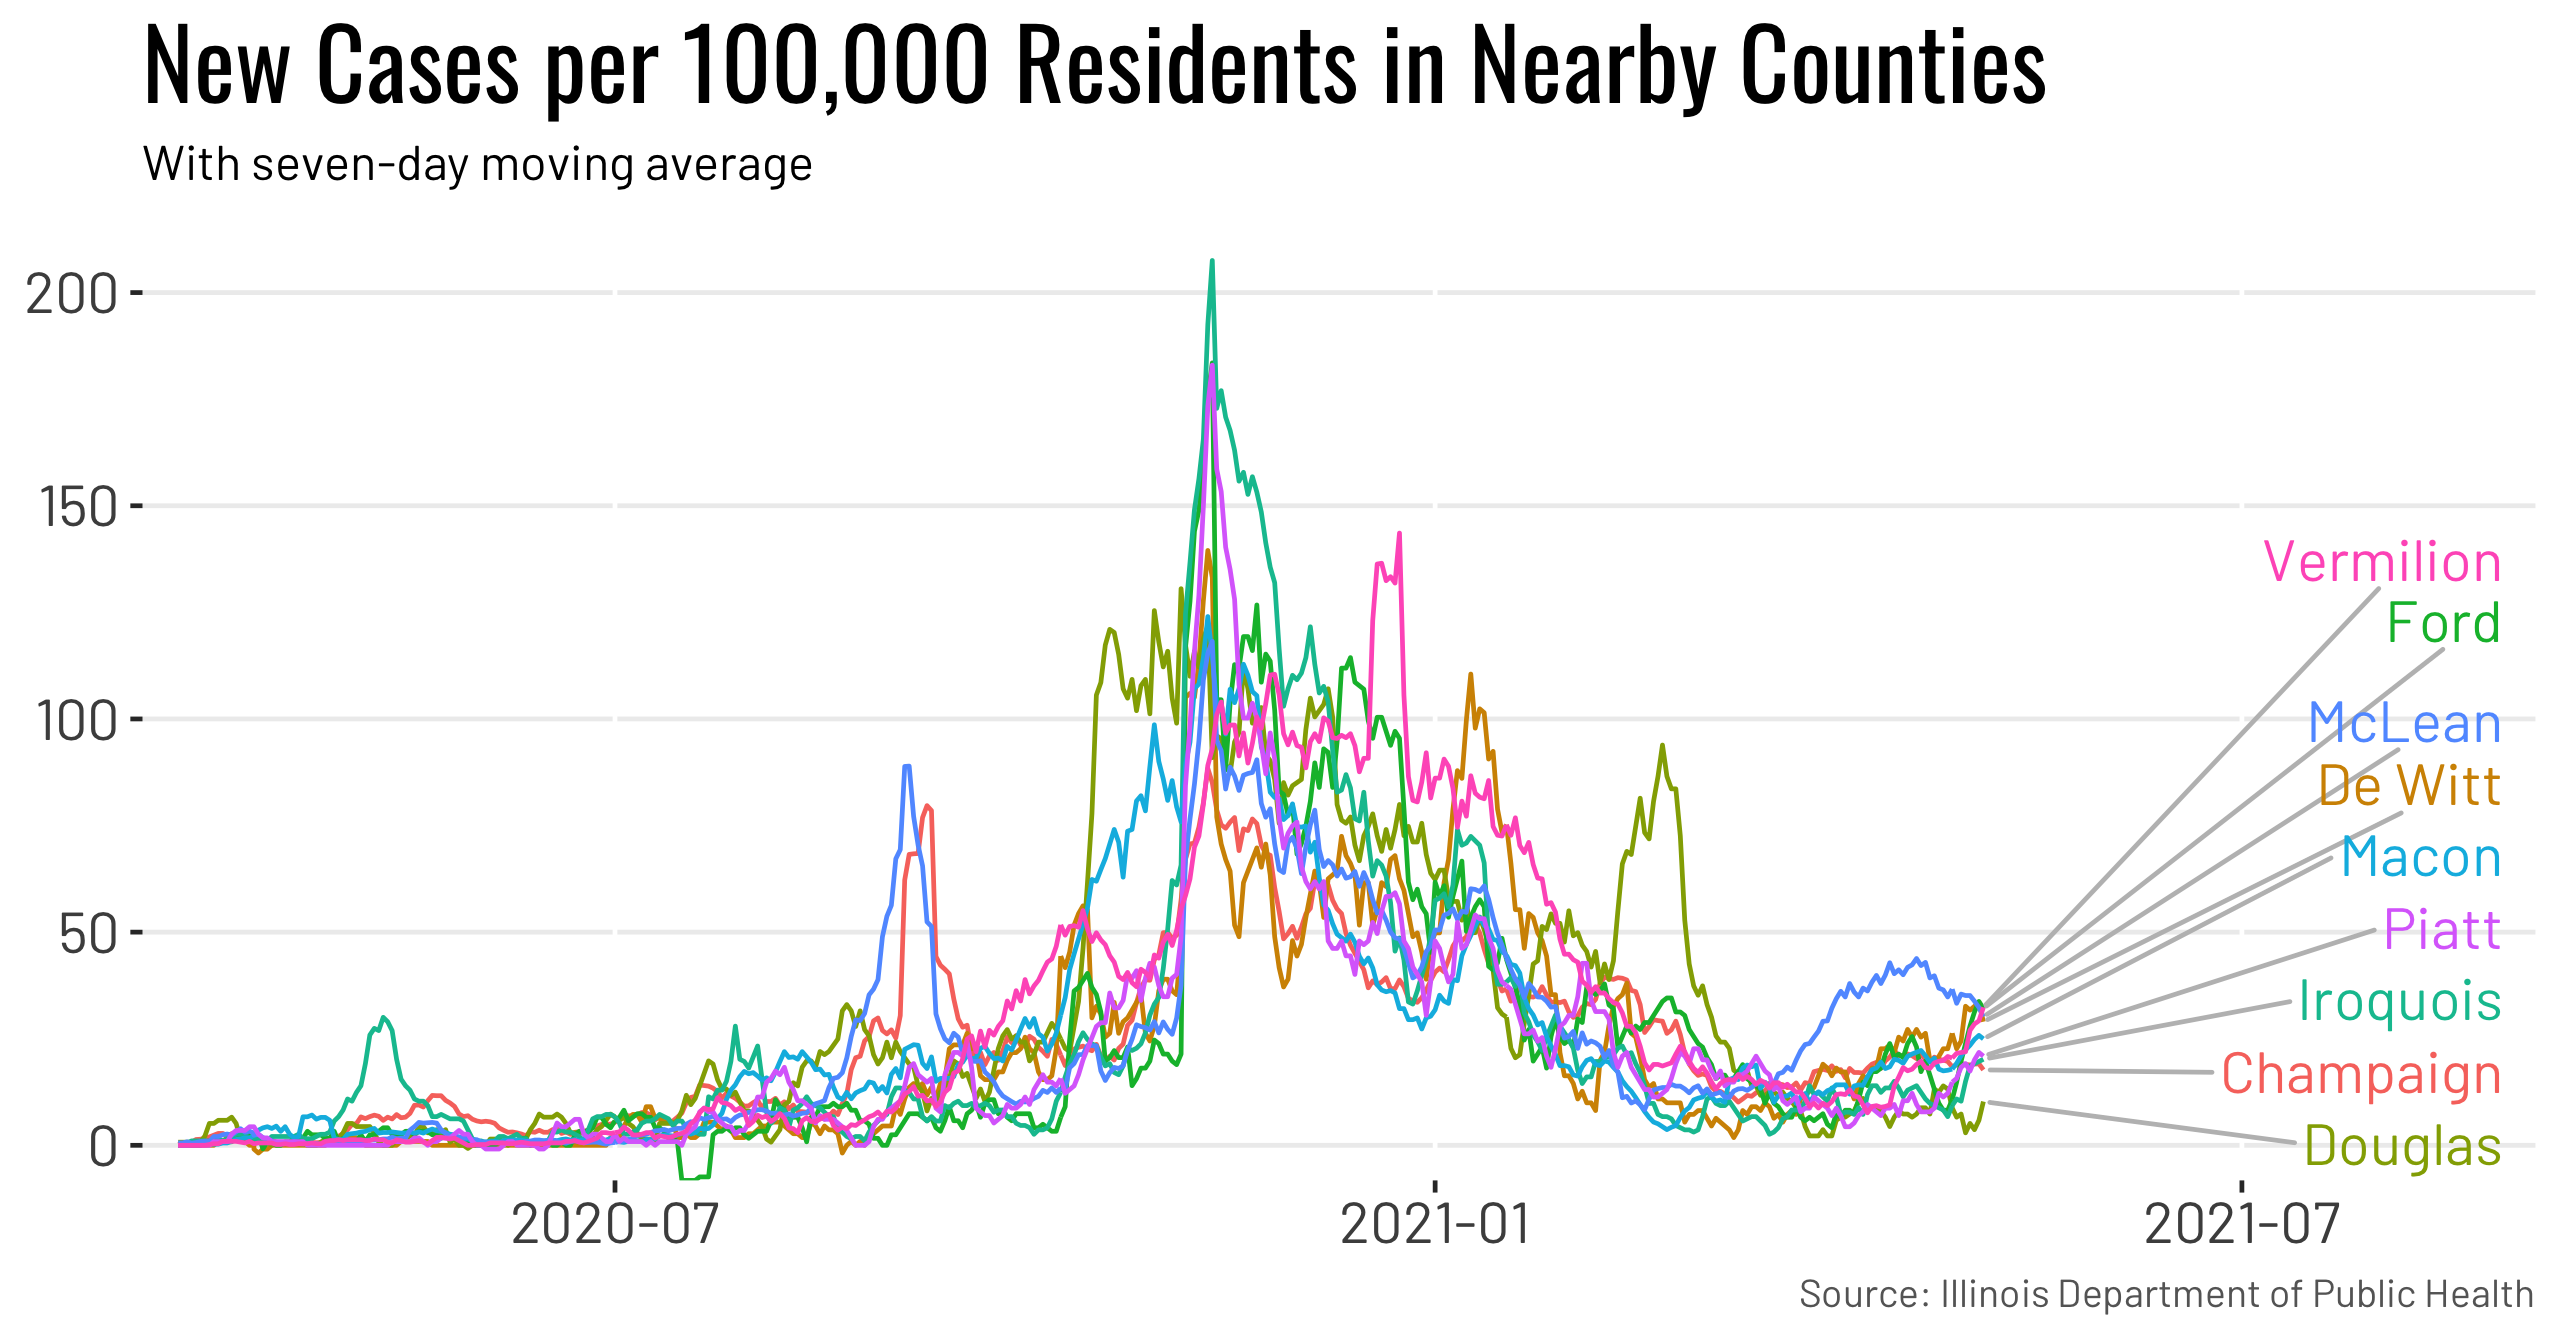 New Cases per 100,000 Residents in Nearby Counties
With seven-day moving average
200
150
100
50
0
Vermilion
Ford
McLean
De Witt
Macon
Piatt
Iroquois
Champaign
Douglas
2020-07
2021-01
2021-07
Source: Illinois Department of Public Health